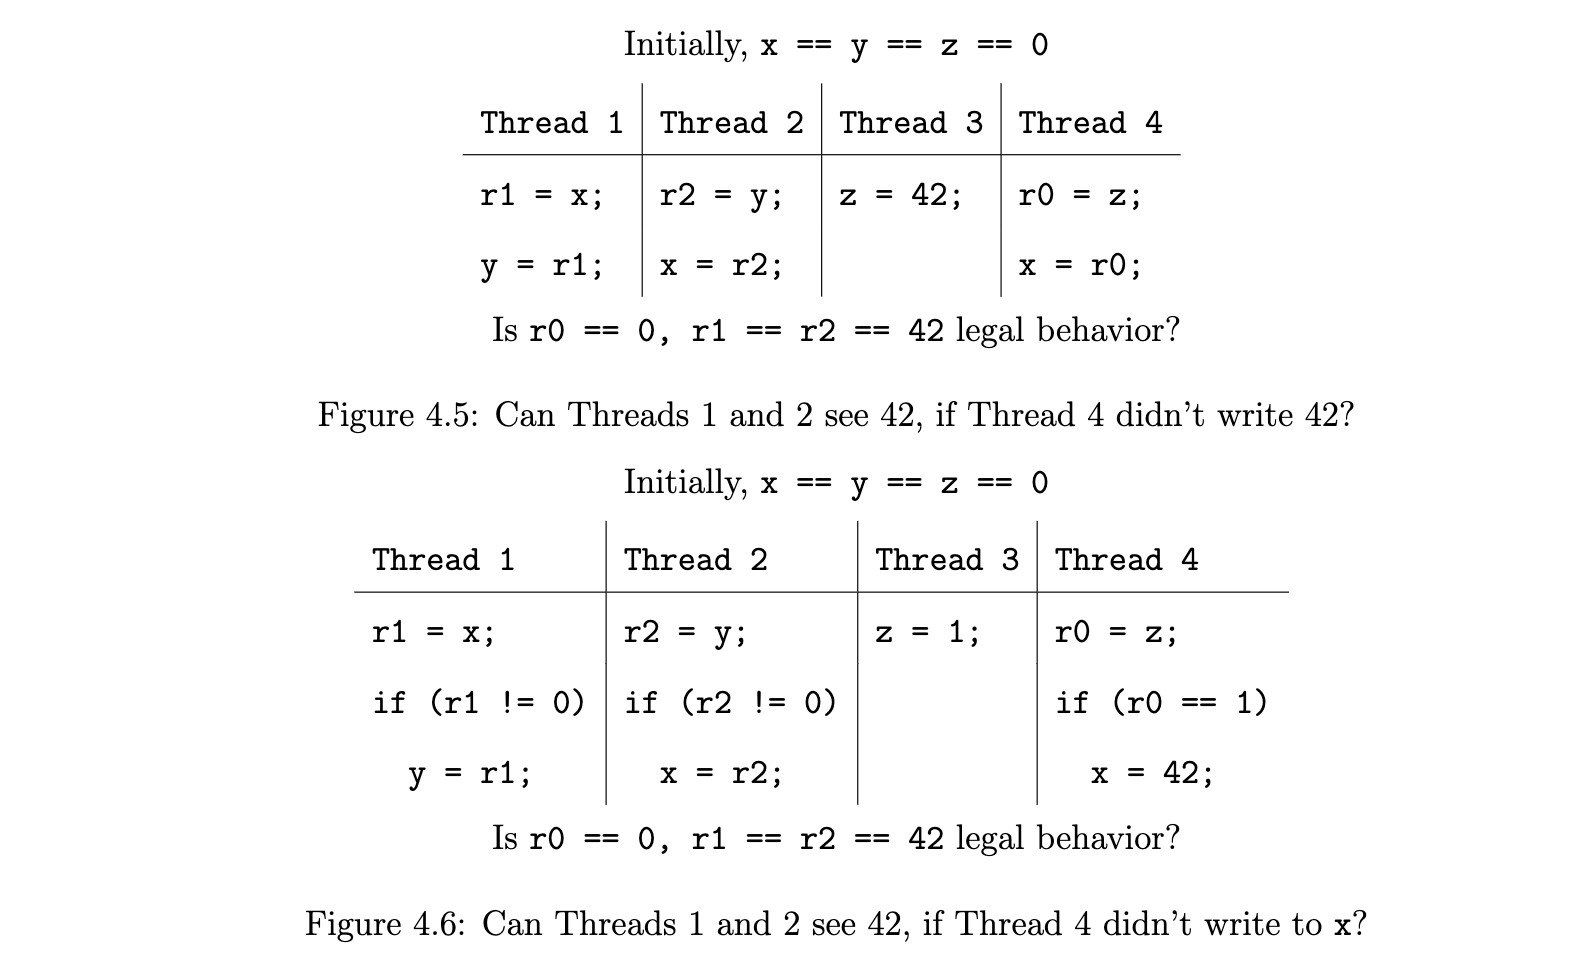 Initially, x == y == z == 0
Thread 1 Thread 2 Thread 3 Thread 4
r1 = x; r2 = y; z = 42; r0 = z;
y = r1; x = r2; x = r0;
Is r0 == 0, r1 == r2 == 42 legal behavior?
Figure 4.5: Can Threads 1 and 2 see 42, if Thread 4 didn't write 42?
Initially, x == y == z == 0
Thread 1 Thread 2 Thread 3 Thread 4
r1 = x; r2 = y; z = 1; r0 = z;
if (r1 != 0) if (r2 != 0) if (r0 == 1)
y = r1; x = r2; x = 42;
Is r0 == 0, r1 == r2 == 42 legal behavior?
Figure 4.6: Can Threads 1 and 2 see 42, if Thread 4 didn't write to x?